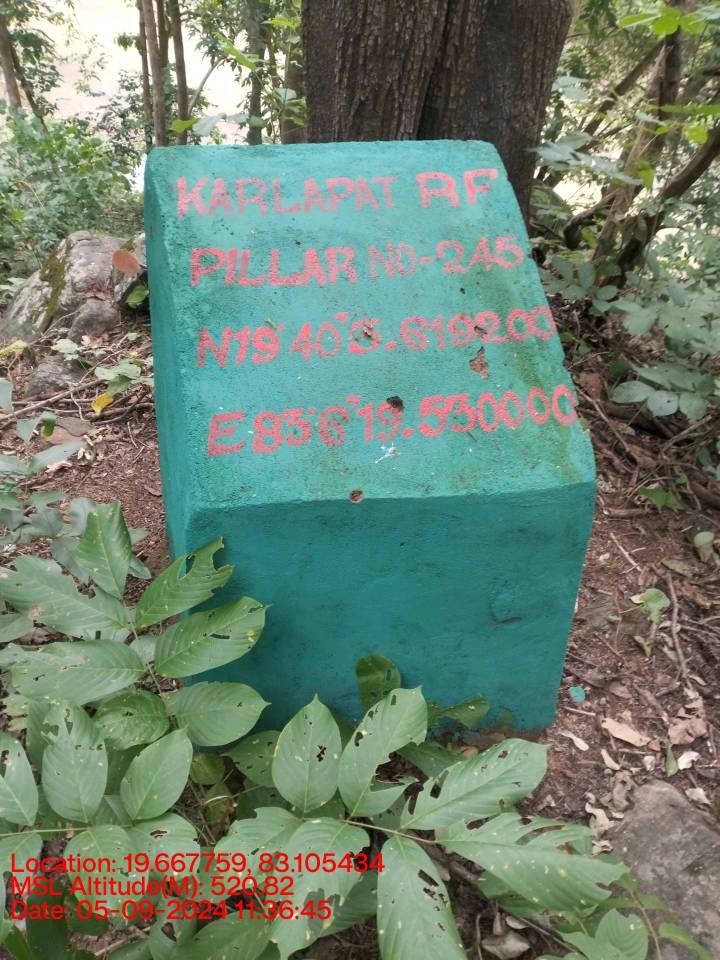 KARLAPAT RF
PILLAR NO-245
N19°40'3.619200
E83°6'19.530000
Location: 19.667759, 83.105434
MSL Altitude(M): 520.82
Date: 05-09-2024 11:36:45